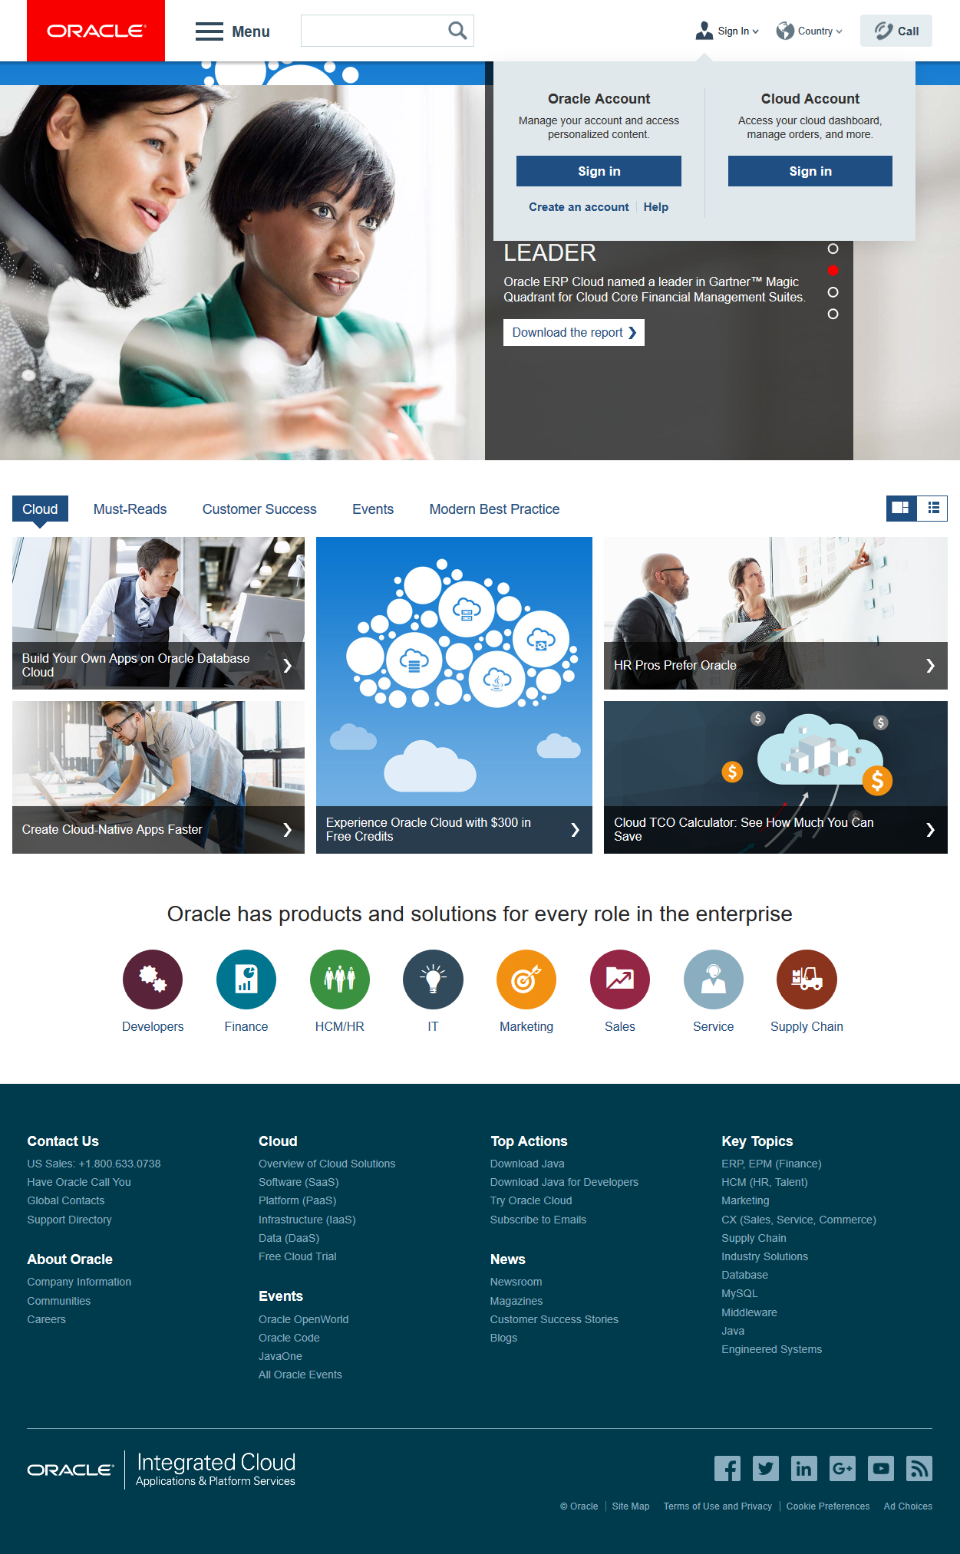 ORACLE
Menu
Sign In
Country
Call
Oracle Account
Manage your account and access
personalized content.
Sign in
Create an account
Help
Cloud Account
Access your cloud dashboard,
manage orders, and more.
Sign in
LEADER
Oracle ERP Cloud named a leader in Gartner™ Magic
Quadrant for Cloud Core Financial Management Suites.
Download the report
Cloud
Must-Reads
Customer Success
Events
Modern Best Practice
Build Your Own Apps on Oracle Database
Cloud
Create Cloud-Native Apps Faster
Experience Oracle Cloud with $300 in
Free Credits
HR Pros Prefer Oracle
$
$
$
$
Cloud TCO Calculator: See How Much You Can
Save
Oracle has products and solutions for every role in the enterprise
Developers
Finance
HCM/HR
IT
Marketing
Sales
Service
Supply Chain
Contact Us
US Sales: +1.800.633.0738
Have Oracle Call You
Global Contacts
Support Directory
About Oracle
Company Information
Communities
Careers
Cloud
Overview of Cloud Solutions
Software (SaaS)
Platform (PaaS)
Infrastructure (IaaS)
Data (DaaS)
Free Cloud Trial
Events
Oracle OpenWorld
Oracle Code
JavaOne
All Oracle Events
Top Actions
Download Java
Download Java for Developers
Try Oracle Cloud
Subscribe to Emails
News
Newsroom
Magazines
Customer Success Stories
Blogs
Key Topics
ERP, EPM (Finance)
HCM (HR, Talent)
Marketing
CX (Sales, Service, Commerce)
Supply Chain
Industry Solutions
Database
MySQL
Middleware
Java
Engineered Systems
ORACLE
Integrated Cloud
Applications & Platform Services
© Oracle
Site Map
Terms of Use and Privacy
Cookie Preferences
Ad Choices